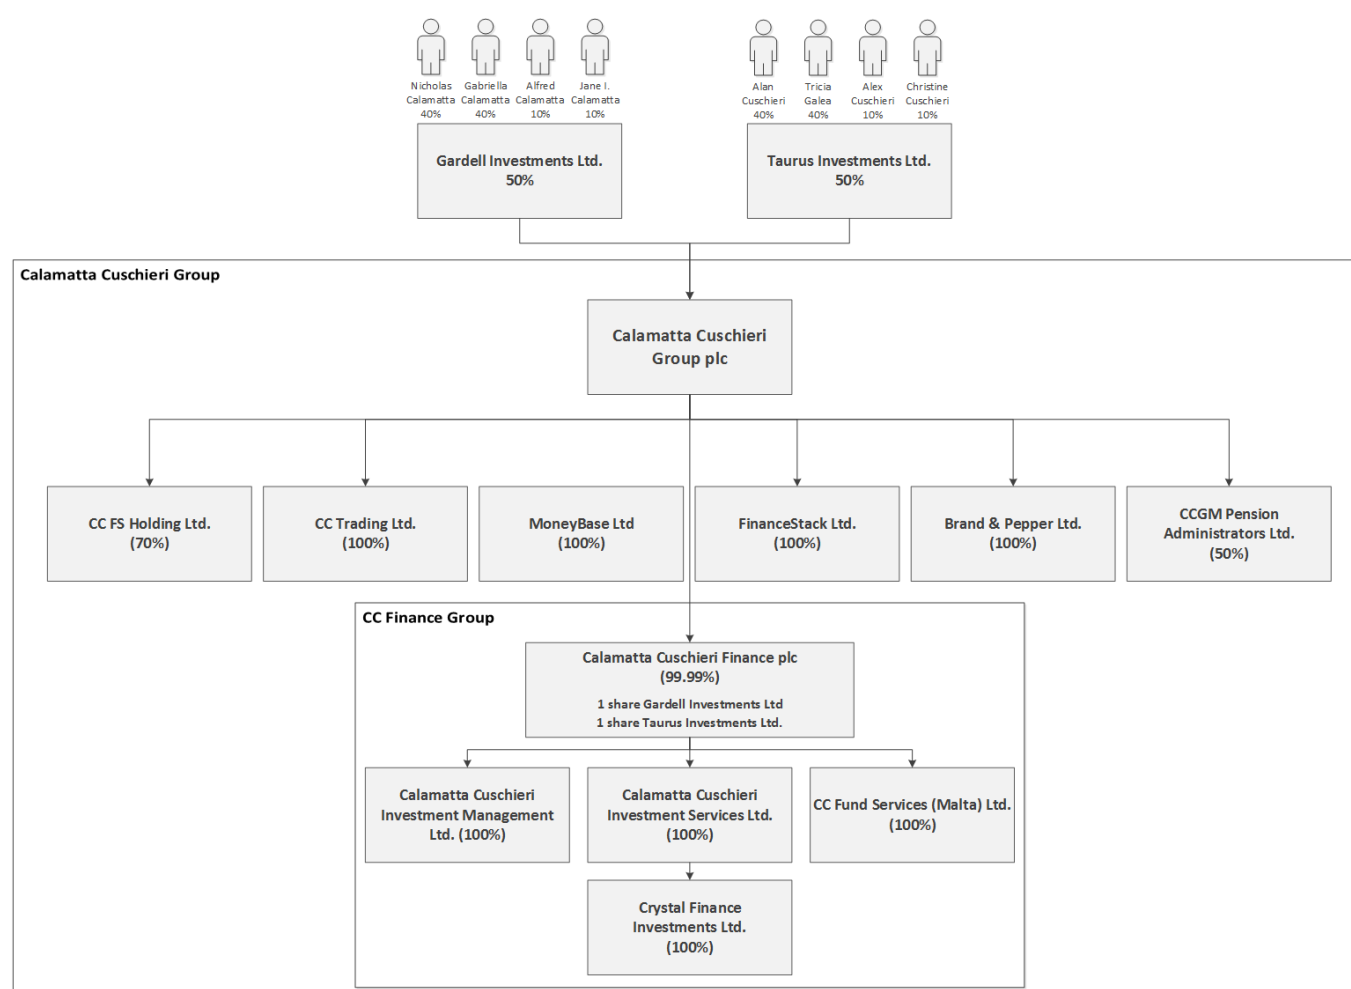 Nicholas
Calamatta
40%
Gabriella
Calamatta
40%
Alfred
Calamatta
10%
Jane I.
Calamatta
10%
Alan
Cuschieri
40%
Tricia
Galea
40%
Alex
Cuschieri
10%
Christine
Cuschieri
10%
Gardell Investments Ltd.
50%
Taurus Investments Ltd.
50%
Calamatta Cuschieri Group
Calamatta Cuschieri
Group plc
CC FS Holding Ltd.
(70%)
CC Trading Ltd.
(100%)
MoneyBase Ltd
(100%)
FinanceStack Ltd.
(100%)
Brand & Pepper Ltd.
(100%)
CCGM Pension
Administrators Ltd.
(50%)
CC Finance Group
Calamatta Cuschieri Finance plc
(99.99%)
1 share Gardell Investments Ltd
1 share Taurus Investments Ltd.
Calamatta Cuschieri
Investment Management
Ltd. (100%)
Calamatta Cuschieri
Investment Services Ltd.
(100%)
CC Fund Services (Malta) Ltd.
(100%)
Crystal Finance
Investments Ltd.
(100%)